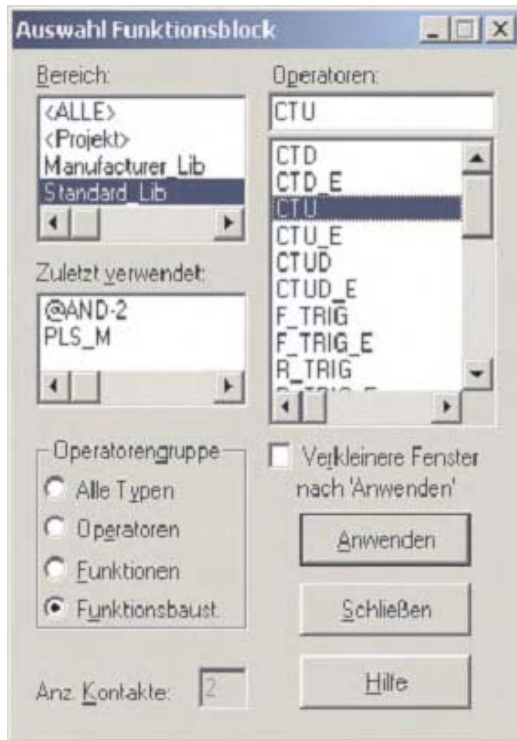 Auswahl Funktionsblock
Bereich:
<ALLE>
<Projekt>
Manufacturer_Lib
Standard_Lib
Zuletzt verwendet:
@AND-2
PLS_M
Operatorengruppe
Alle Typen
Operatoren
Funktionen
Funktionsbaust.
Anz. Kontakte:
2
Operatoren:
CTU
CTD
CTD_E
CTU
CTU_E
CTUD
CTUD_E
F_TRIG
F_TRIG_E
R_TRIG
Verkleinere Fenster
nach 'Anwenden'
Anwenden
Schließen
Hilfe